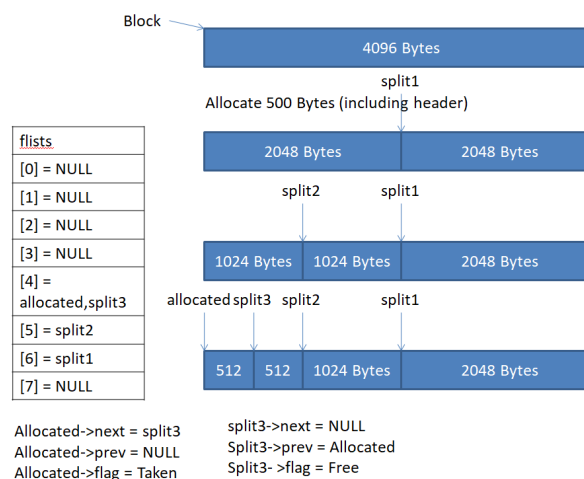 Block
4096 Bytes
split1
Allocate 500 Bytes (including header)
flists
[0] = NULL
[1] = NULL
[2] = NULL
[3] = NULL
[4] =
allocated,split3
[5] = split2
[6] = split1
[7] = NULL
2048 Bytes 2048 Bytes
split2 split1
1024 Bytes 1024 Bytes 2048 Bytes
allocated split3 split2 split1
512 512 1024 Bytes 2048 Bytes
Allocated->next = split3
Allocated->prev = NULL
Allocated->flag = Taken
split3->next = NULL
Split3->prev = Allocated
Split3- >flag = Free